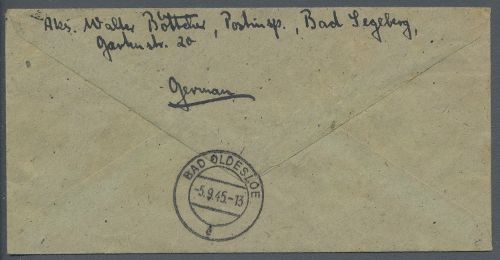 Abs. Walter Böttcher, Postinsp., Bad Segeberg,
Gartenstr. 20
German
BAD OLDESLOE
-5.9.45.-13